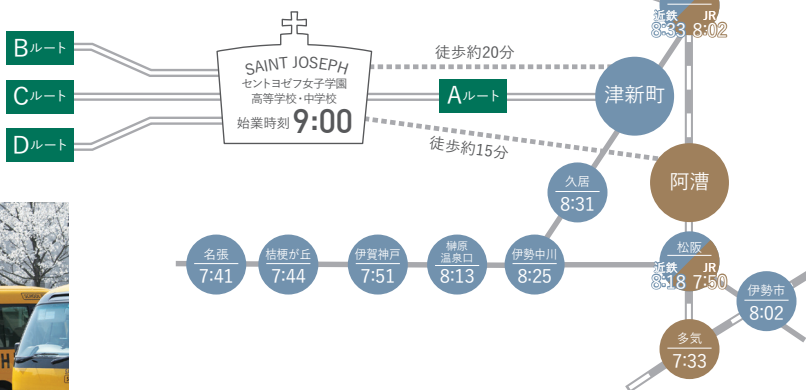 近鉄 JR
8:33 8:02
Bルート
Cルート
Dルート
SAINT JOSEPH
セントヨゼフ女子学園
高等学校・中学校
始業時刻 9:00
徒歩約20分
Aルート
徒歩約15分
津新町
阿漕
久居
8:31
名張
7:41
桔梗が丘
7:44
伊賀神戸
7:51
榊原
温泉口
8:13
伊勢中川
8:25
松阪
近鉄 JR
8:18 7:50
伊勢市
8:02
多気
7:33
H